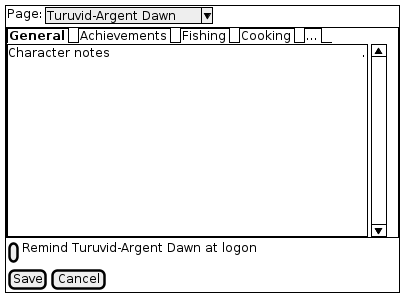 Page: Turuvid-Argent Dawn
General Achievements Fishing Cooking ...
Character notes .
Remind Turuvid-Argent Dawn at logon
Save Cancel